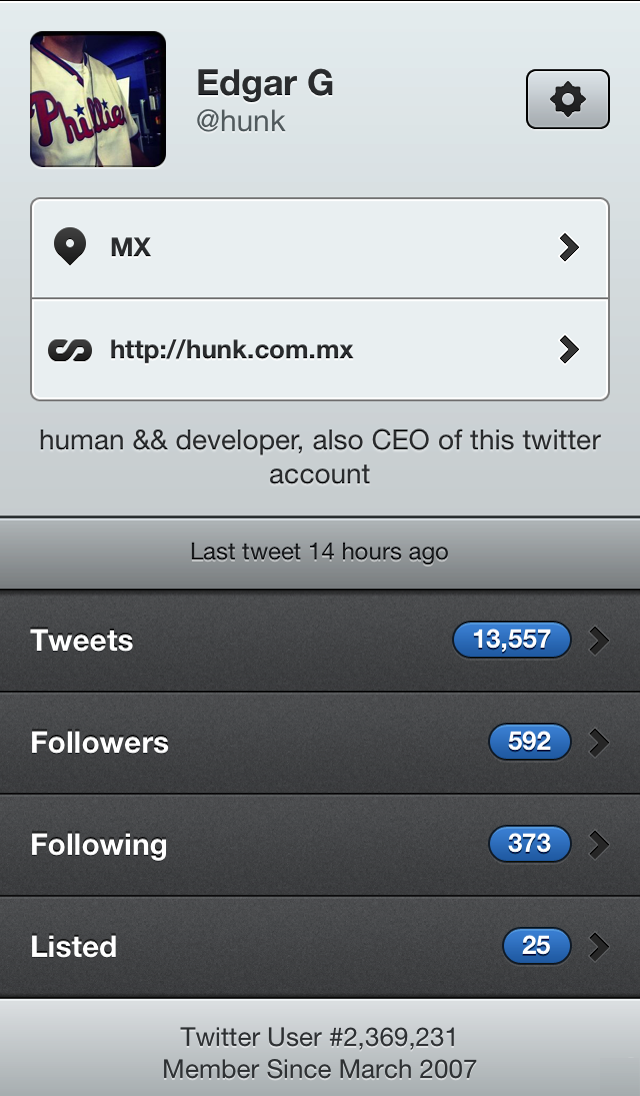 Phillies
Edgar G
@hunk
MX
http://hunk.com.mx
human && developer, also CEO of this twitter
account
Last tweet 14 hours ago
Tweets 13,557
Followers 592
Following 373
Listed 25
Twitter User #2,369,231
Member Since March 2007